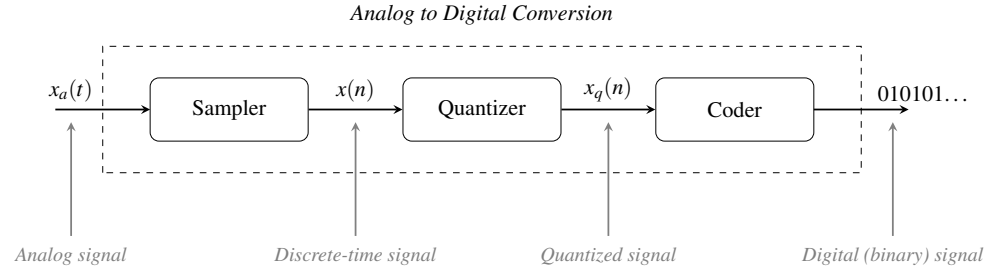 Analog to Digital Conversion
xₐ(t)
Sampler
x(n)
Quantizer
x_q(n)
Coder
010101...
Analog signal
Discrete-time signal
Quantized signal
Digital (binary) signal